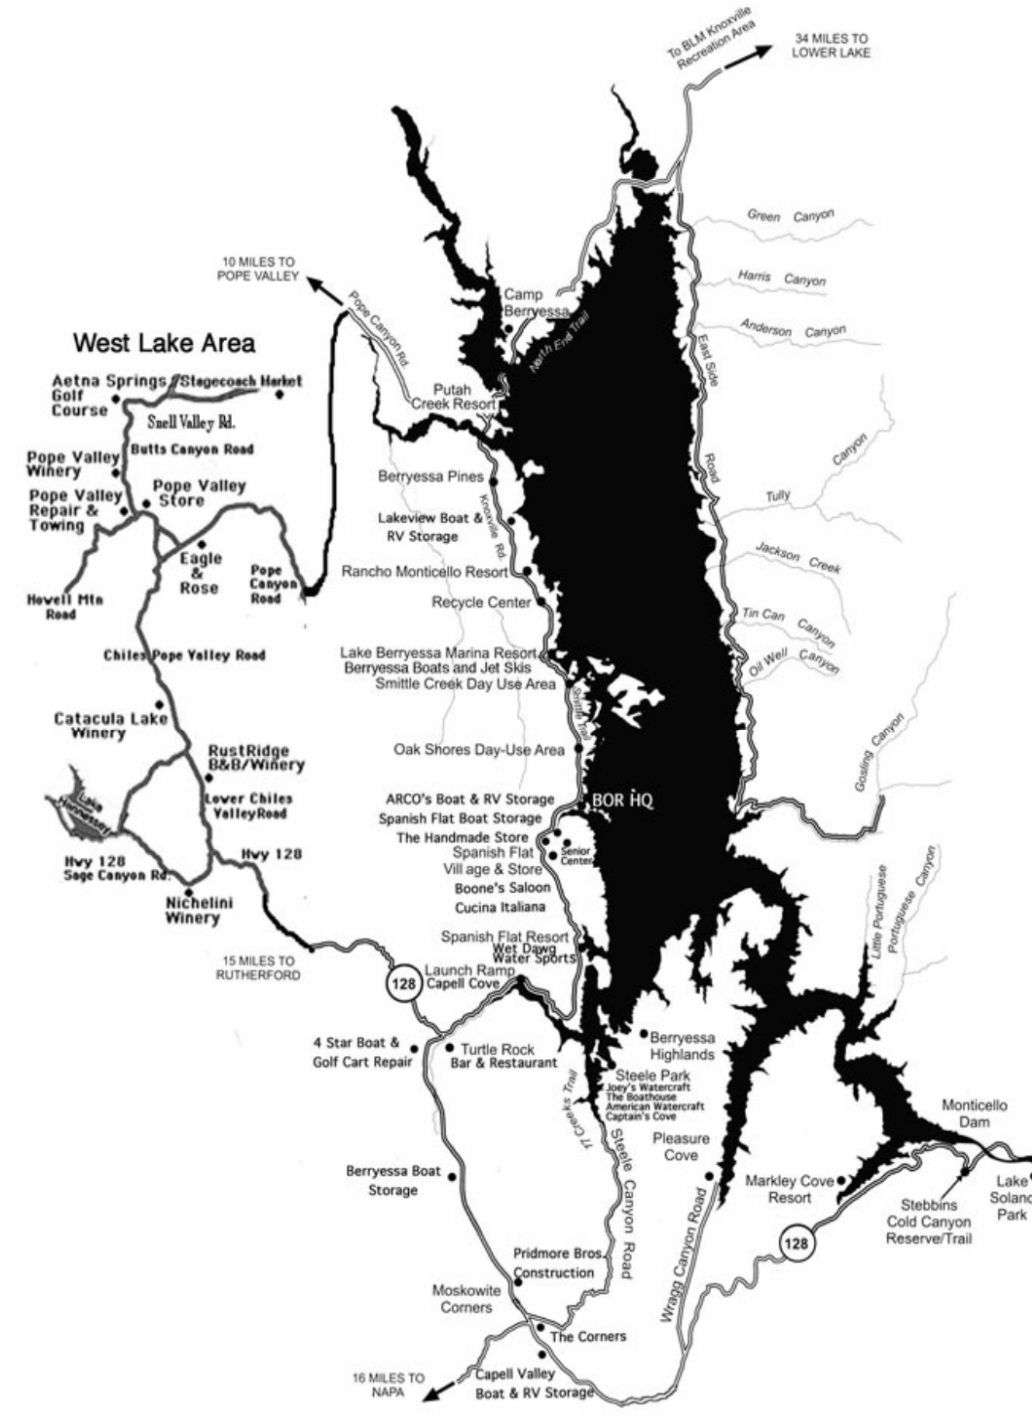 To BLM Knoxville
Recreation Area
34 MILES TO
LOWER LAKE
Green Canyon
10 MILES TO
POPE VALLEY
Harris Canyon
Camp
Berryessa
Pope Canyon Rd.
North End Trail
Anderson Canyon
East Side
Road
West Lake Area
Aetna Springs
Golf
Course
Stagecoach Market
Snell Valley Rd.
Putah
Creek Resort
Butts Canyon Road
Pope Valley
Winery
Canyon
Tully
Berryessa Pines
Knoxville Rd.
Pope Valley
Repair &
Towing
Pope Valley
Store
Lakeview Boat &
RV Storage
Eagle
&
Rose
Pope
Canyon
Road
Jackson Creek
Rancho Monticello Resort
Howell Mtn
Road
Recycle Center
Tin Can Canyon
Oil Well Canyon
Chiles Pope Valley Road
Lake Berryessa Marina Resort
Berryessa Boats and Jet Skis
Smittle Creek Day Use Area
Smittle Trail
Catacula Lake
Winery
Gosling Canyon
RustRidge
B&B/Winery
Oak Shores Day-Use Area
Lake
Hennessey
Lower Chiles
Valley Road
ARCO's Boat & RV Storage
BOR HQ
Spanish Flat Boat Storage
The Handmade Store
Spanish Flat
Village & Store
Senior
Center
Boone's Saloon
Cucina Italiana
Hwy 128
Sage Canyon Rd.
Hwy 128
Little Portuguese
Portuguese Canyon
Nichelini
Winery
Spanish Flat Resort
Wet Dawg
Water Sports
15 MILES TO
RUTHERFORD
Launch Ramp
Capell Cove
128
4 Star Boat &
Golf Cart Repair
Turtle Rock
Bar & Restaurant
Berryessa
Highlands
17 Creeks Trail
Steele Park
Joey's Watercraft
The Boathouse
American Watercraft
Captain's Cove
Steele Canyon Road
Pleasure
Cove
Monticello
Dam
Berryessa Boat
Storage
Markley Cove
Resort
Stebbins
Cold Canyon
Reserve/Trail
Lake
Solano
Park
Wragg Canyon Road
128
Pridmore Bros.
Construction
Moskowite
Corners
The Corners
16 MILES TO
NAPA
Capell Valley
Boat & RV Storage